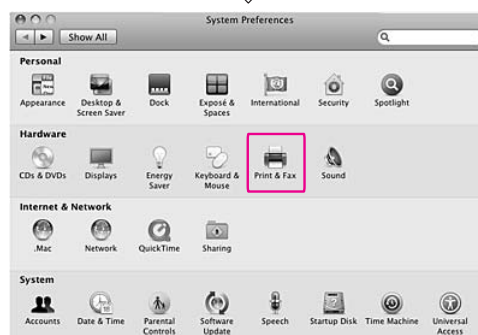 System Preferences
Show All
Personal
Appearance Desktop & Screen Saver Dock Exposé & Spaces International Security Spotlight
Hardware
CDs & DVDs Displays Energy Saver Keyboard & Mouse Print & Fax Sound
Internet & Network
.Mac Network QuickTime Sharing
System
Accounts Date & Time Parental Controls Software Update Speech Startup Disk Time Machine Universal Access